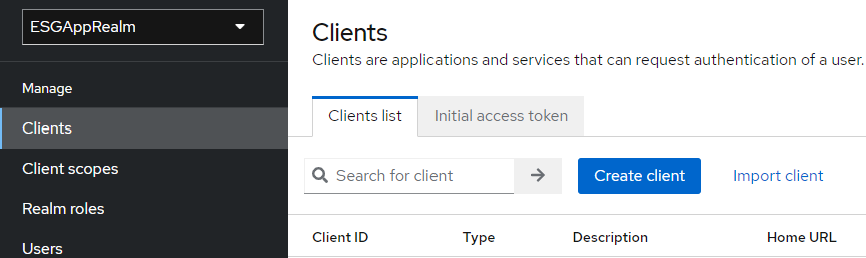 ESGAppRealm
Manage
Clients
Client scopes
Realm roles
Users
Clients
Clients are applications and services that can request authentication of a user.
Clients list Initial access token
Search for client Create client Import client
Client ID Type Description Home URL